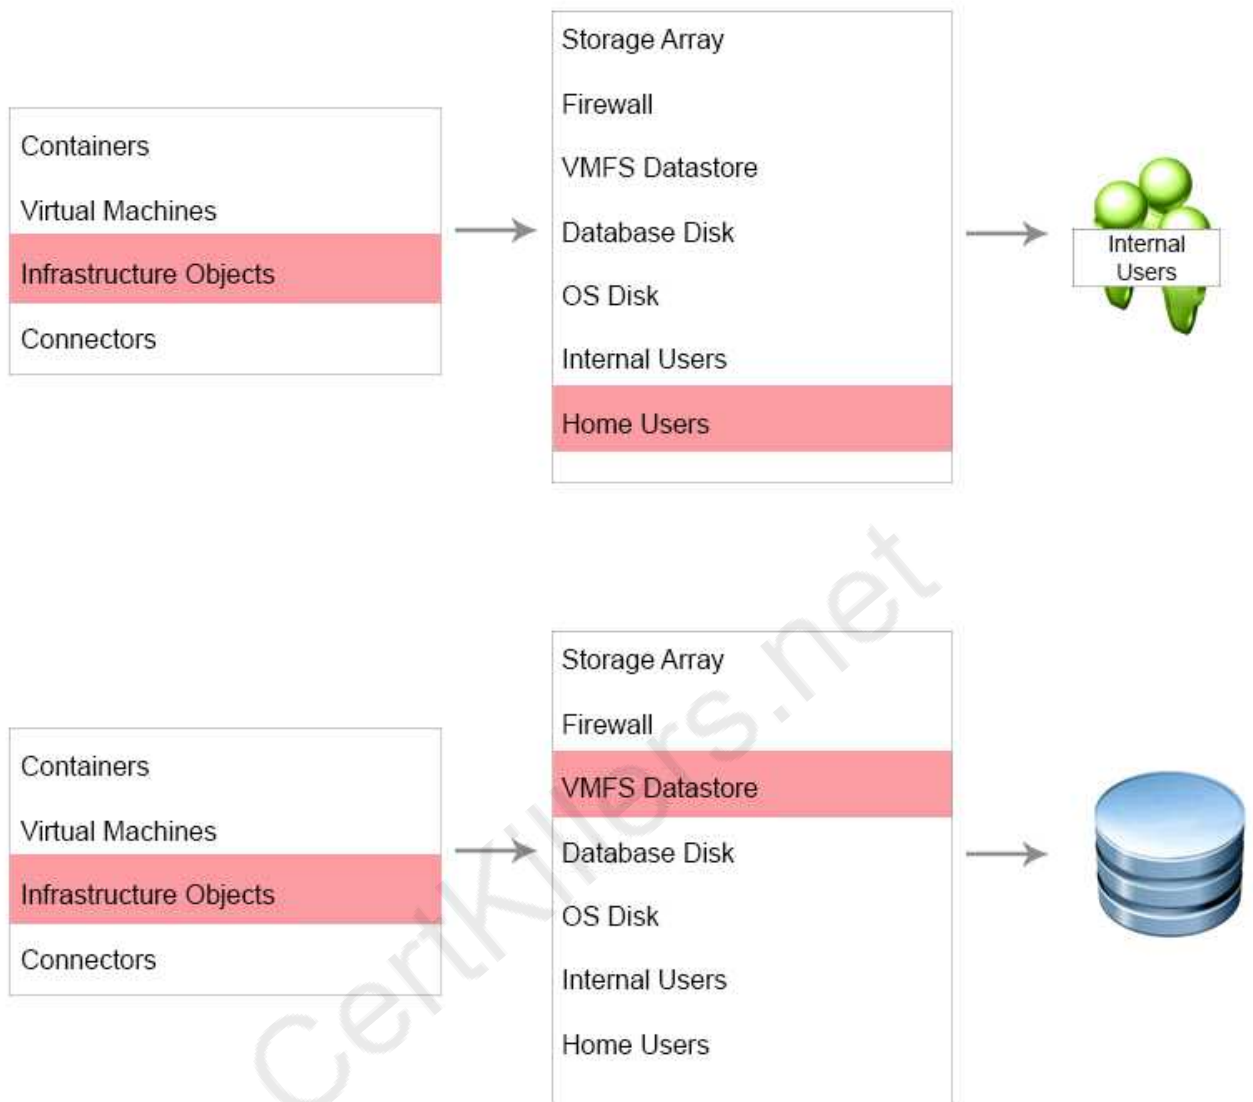 Storage Array
Firewall
VMFS Datastore
Database Disk
OS Disk
Internal Users
Home Users
Containers
Virtual Machines
Infrastructure Objects
Connectors
Internal
Users
Storage Array
Firewall
VMFS Datastore
Database Disk
OS Disk
Internal Users
Home Users
Containers
Virtual Machines
Infrastructure Objects
Connectors
CertKillers.net